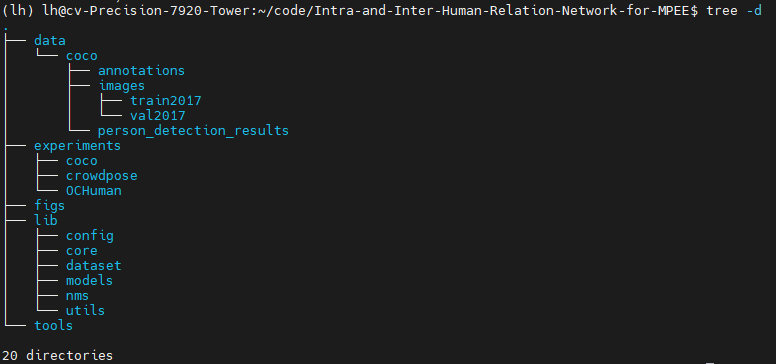 (lh) lh@cv-Precision-7920-Tower:~/code/Intra-and-Inter-Human-Relation-Network-for-MPEE$ tree -d
.
├── data
│   └── coco
│       ├── annotations
│       ├── images
│       │   ├── train2017
│       │   └── val2017
│       └── person_detection_results
├── experiments
│   ├── coco
│   ├── crowdpose
│   └── OCHuman
├── figs
├── lib
│   ├── config
│   ├── core
│   ├── dataset
│   ├── models
│   ├── nms
│   └── utils
└── tools

20 directories